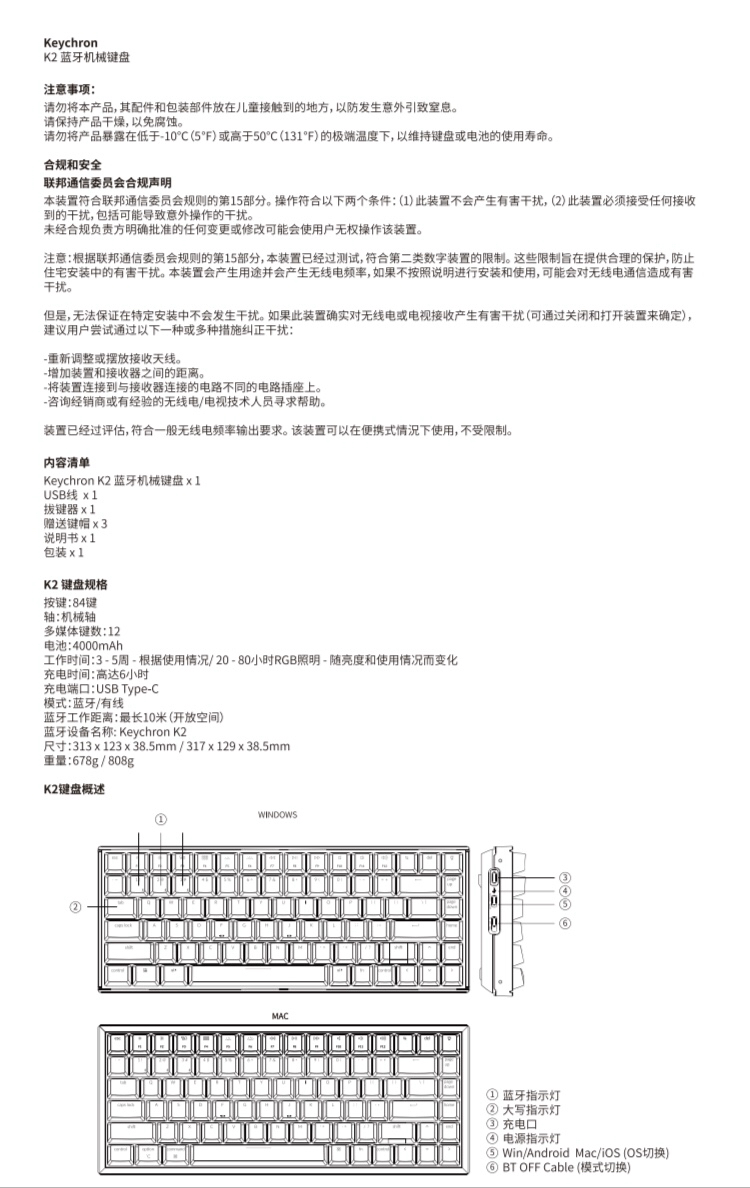 Keychron
K2 蓝牙机械键盘
注意事项：
请勿将本产品，其配件和包装部件放在儿童接触到的地方，以防发生意外引致窒息。
请保持产品干燥，以免腐蚀。
请勿将产品暴露在低于-10℃（5°F）或高于50℃（131°F）的极端温度下，以维持键盘或电池的使用寿命。
合规和安全
联邦通信委员会合规声明
本装置符合联邦通信委员会规则的第15部分。操作符合以下两个条件：（1）此装置不会产生有害干扰，（2）此装置必须接受任何接收
到的干扰，包括可能导致意外操作的干扰。
未经合规负责方明确批准的任何变更或修改可能会使用户无权操作该装置。
注意：根据联邦通信委员会的第15部分，本装置已经过测试，符合第二类数字装置的限制。这些限制旨在提供合理的保护，防止
住宅安装中的有害干扰。本装置会产生用途并会产生无线电频率，如果不按照说明进行安装和使用，可能会对无线电通信造成有害
干扰。
但是，无法保证在特定安装中不会发生干扰。如果此装置确实对无线电或电视接收产生有害干扰（可通过关闭和打开装置来确定），
建议用户尝试通过以下一种或多种措施纠正干扰：
-重新调整或摆放接收天线。
-增加装置和接收器之间的距离。
-将装置连接到与接收器连接的电路不同的电路插座上。
-咨询经销商或有经验的无线电/电视技术人员寻求帮助。
装置已经过评估，符合一般无线电频率输出要求。该装置可以在便携式情况下使用，不受限制。
内容清单
Keychron K2 蓝牙机械键盘 x 1
USB线 x 1
拔键器 x 1
赠送键帽 x 3
说明书 x 1
包装 x 1
K2 键盘规格
按键：84键
轴：机械轴
多媒体键数：12
电池：4000mAh
工作时间：3 - 5周 - 根据使用情况/ 20 - 80小时RGB照明 - 随亮度和使用情况而变化
充电时间：高达6小时
充电端口：USB Type-C
模式：蓝牙/有线
蓝牙工作距离：最长10米（开放空间）
蓝牙设备名称: Keychron K2
尺寸：313 x 123 x 38.5mm / 317 x 129 x 38.5mm
重量：678g / 808g
K2键盘概述
WINDOWS
①
②
③
④
⑤
⑥
MAC
① 蓝牙指示灯
② 大写指示灯
③ 充电口
④ 电源指示灯
⑤ Win/Android Mac/iOS (OS切换)
⑥ BT OFF Cable (模式切换)